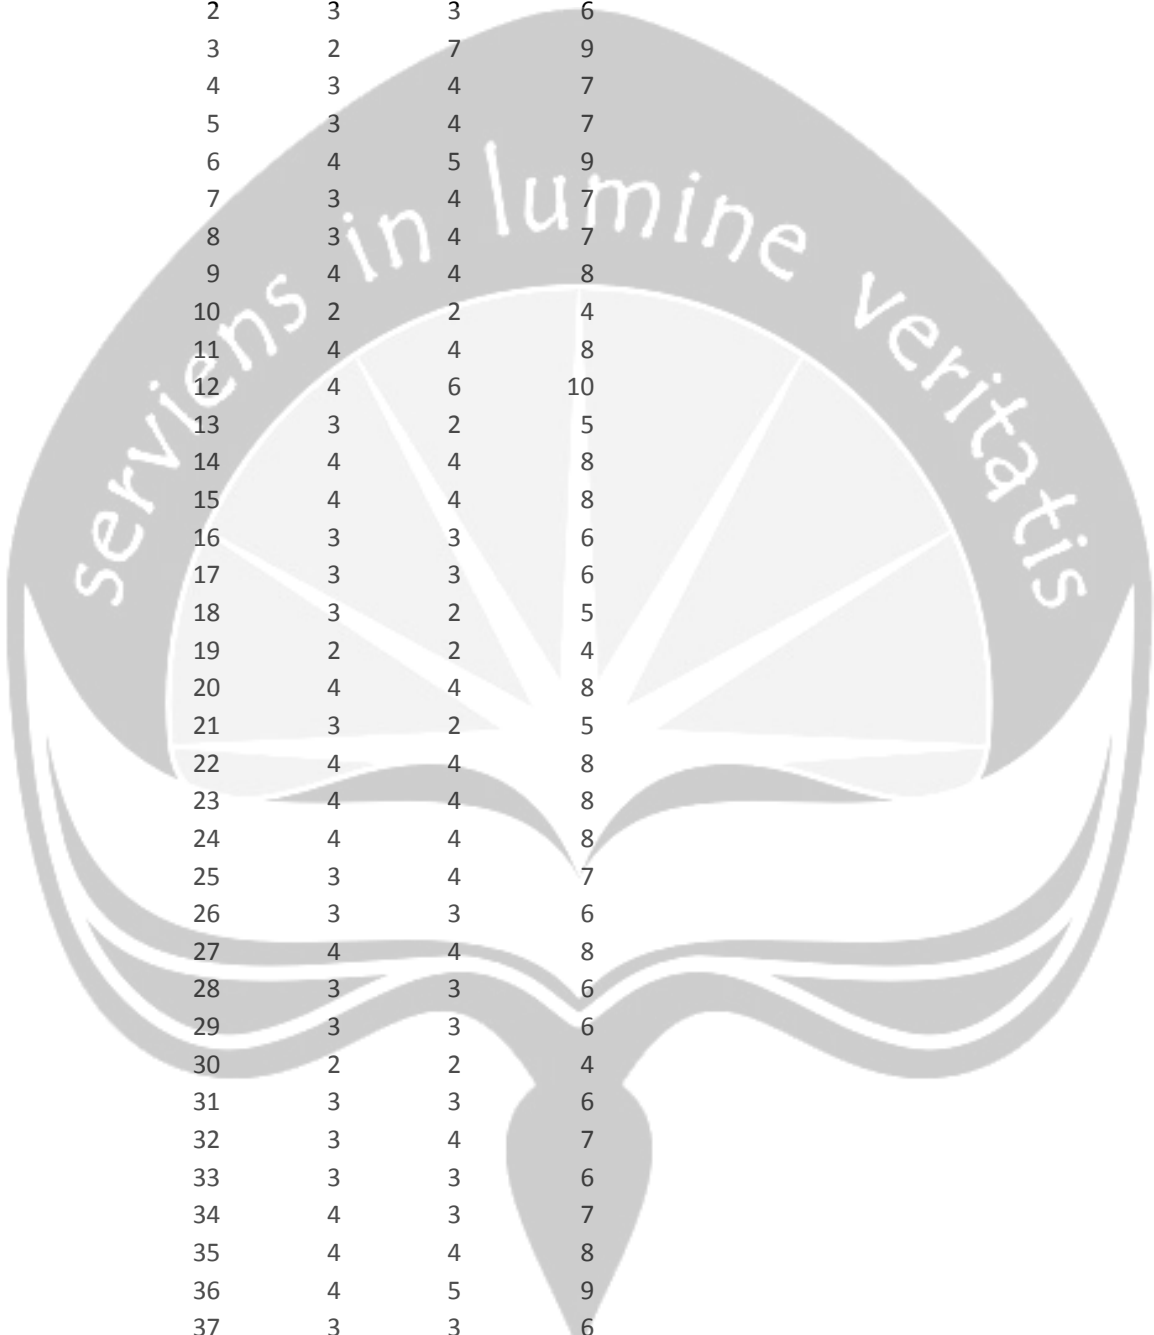 2 3 3 6
3 2 7 9
4 3 4 7
5 3 4 7
6 4 5 9
7 3 4 7
8 3 4 7
9 4 4 8
10 2 2 4
11 4 4 8
12 4 6 10
13 3 2 5
14 4 4 8
15 4 4 8
16 3 3 6
17 3 3 6
18 3 2 5
19 2 2 4
20 4 4 8
21 3 2 5
22 4 4 8
23 4 4 8
24 4 4 8
25 3 4 7
26 3 3 6
27 4 4 8
28 3 3 6
29 3 3 6
30 2 2 4
31 3 3 6
32 3 4 7
33 3 3 6
34 4 3 7
35 4 4 8
36 4 5 9
37 3 3 6
serviens in lumine veritatis